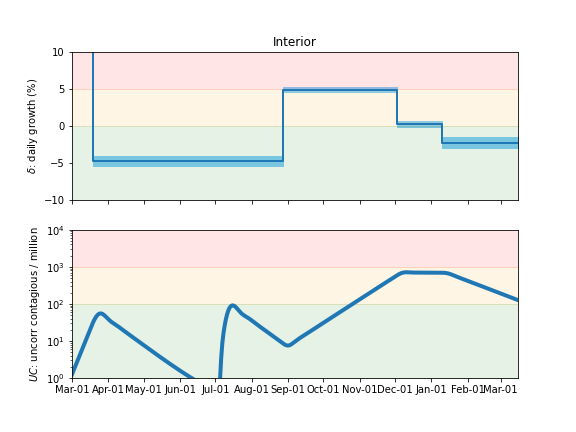 Interior
10
5
0
−5
−10
δ: daily growth (%)
10⁴
10³
10²
10¹
10⁰
UC: uncorr contagious / million
Mar-01 Apr-01 May-01 Jun-01 Jul-01 Aug-01 Sep-01 Oct-01 Nov-01 Dec-01 Jan-01 Feb-01 Mar-01